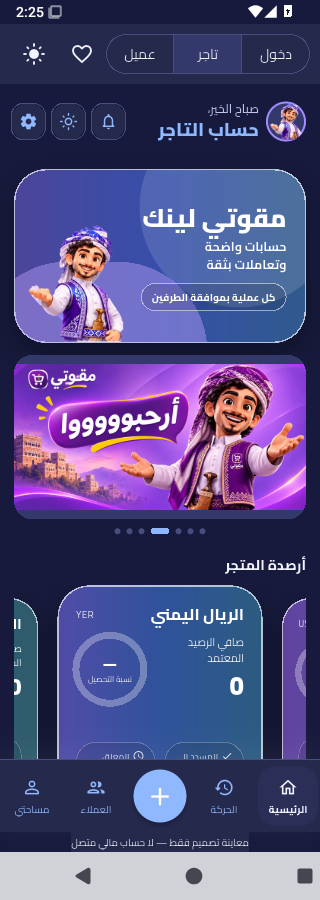 2:25
دخول
تاجر
عميل
صباح الخير،
حساب التاجر
مقوتي لينك
حسابات واضحة
وتعاملات بثقة
كل عملية بموافقة الطرفين
مقوتي
أرحبوووووا
أرصدة المتجر
الريال اليمني
YER
صافي الرصيد
المعتمد
0
—
نسبة التحصيل
الرئيسية
الحركة
العملاء
مساحتي
معاينة تصميم فقط — لا حساب مالي متصل